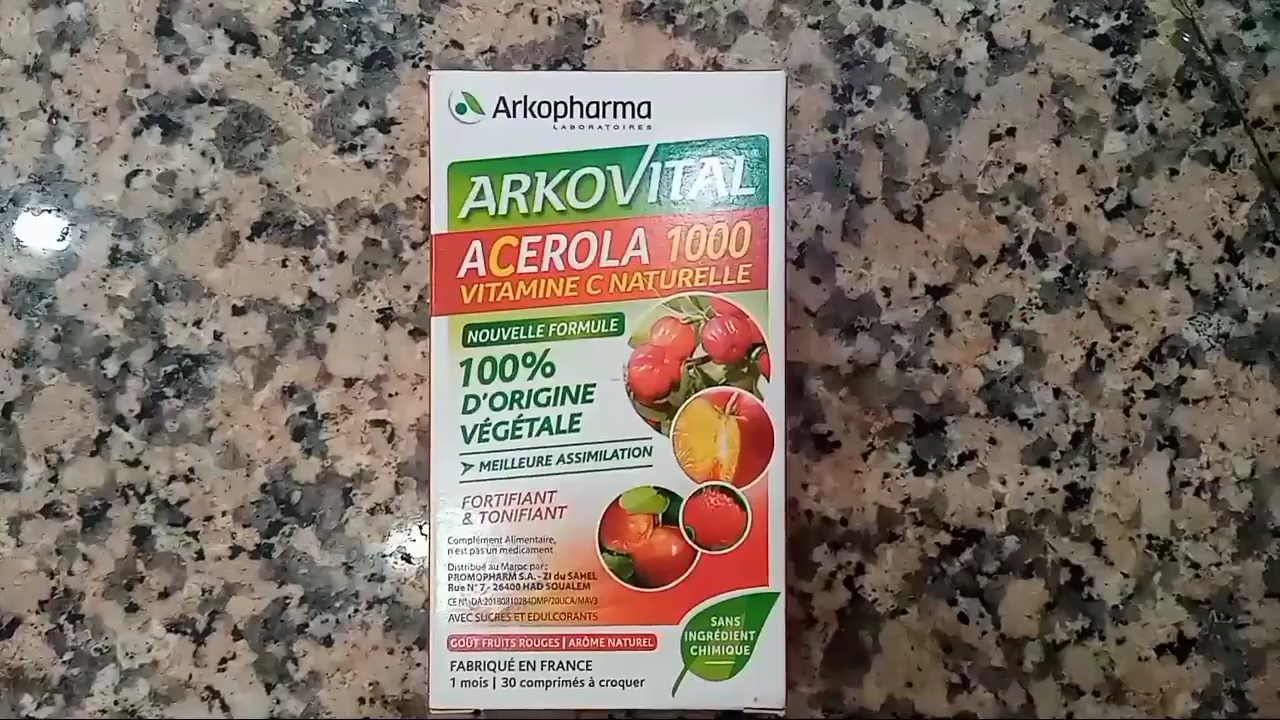 Arkopharma
LABORATOIRES
ARKOVITAL
ACEROLA 1000
VITAMINE C NATURELLE
NOUVELLE FORMULE
100%
D'ORIGINE
VÉGÉTALE
MEILLEURE ASSIMILATION
FORTIFIANT
& TONIFIANT
Complément Alimentaire,
n'est pas un médicament
Distribué au Maroc par:
PROMOPHARM S.A. - ZI du SAHEL
Rue N° 7 - 26400 HAD SOUALEM
AVEC SUCRES ET EDULCORANTS
GOÛT FRUITS ROUGES | ARÔME NATUREL
FABRIQUÉ EN FRANCE
1 mois | 30 comprimés à croquer
SANS
INGRÉDIENT
CHIMIQUE